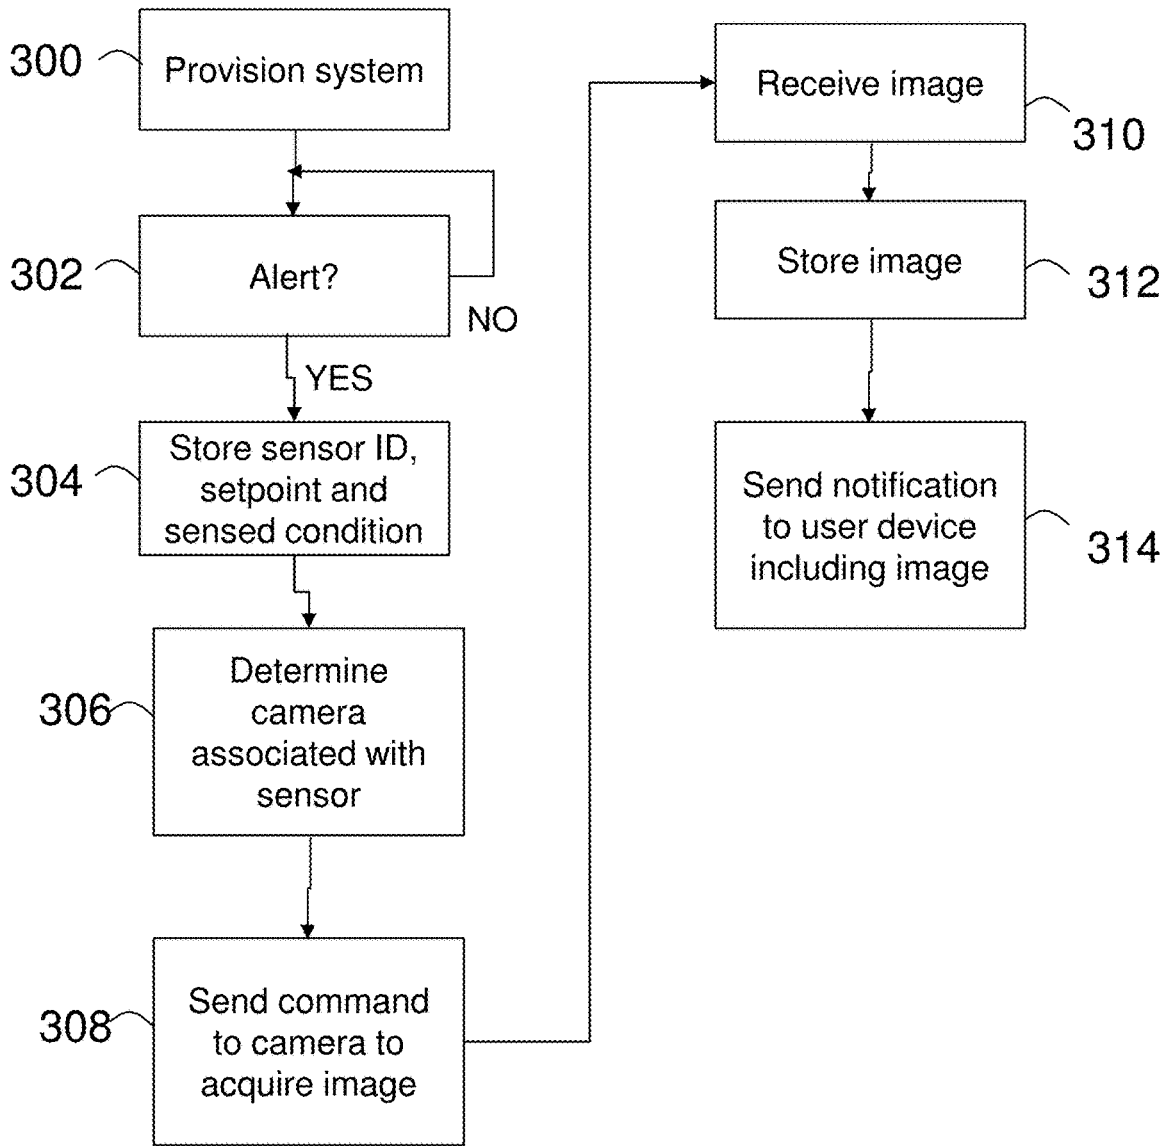 300
Provision system
302
Alert?
NO
YES
304
Store sensor ID,
setpoint and
sensed condition
306
Determine
camera
associated with
sensor
308
Send command
to camera to
acquire image
Receive image
310
Store image
312
Send notification
to user device
including image
314